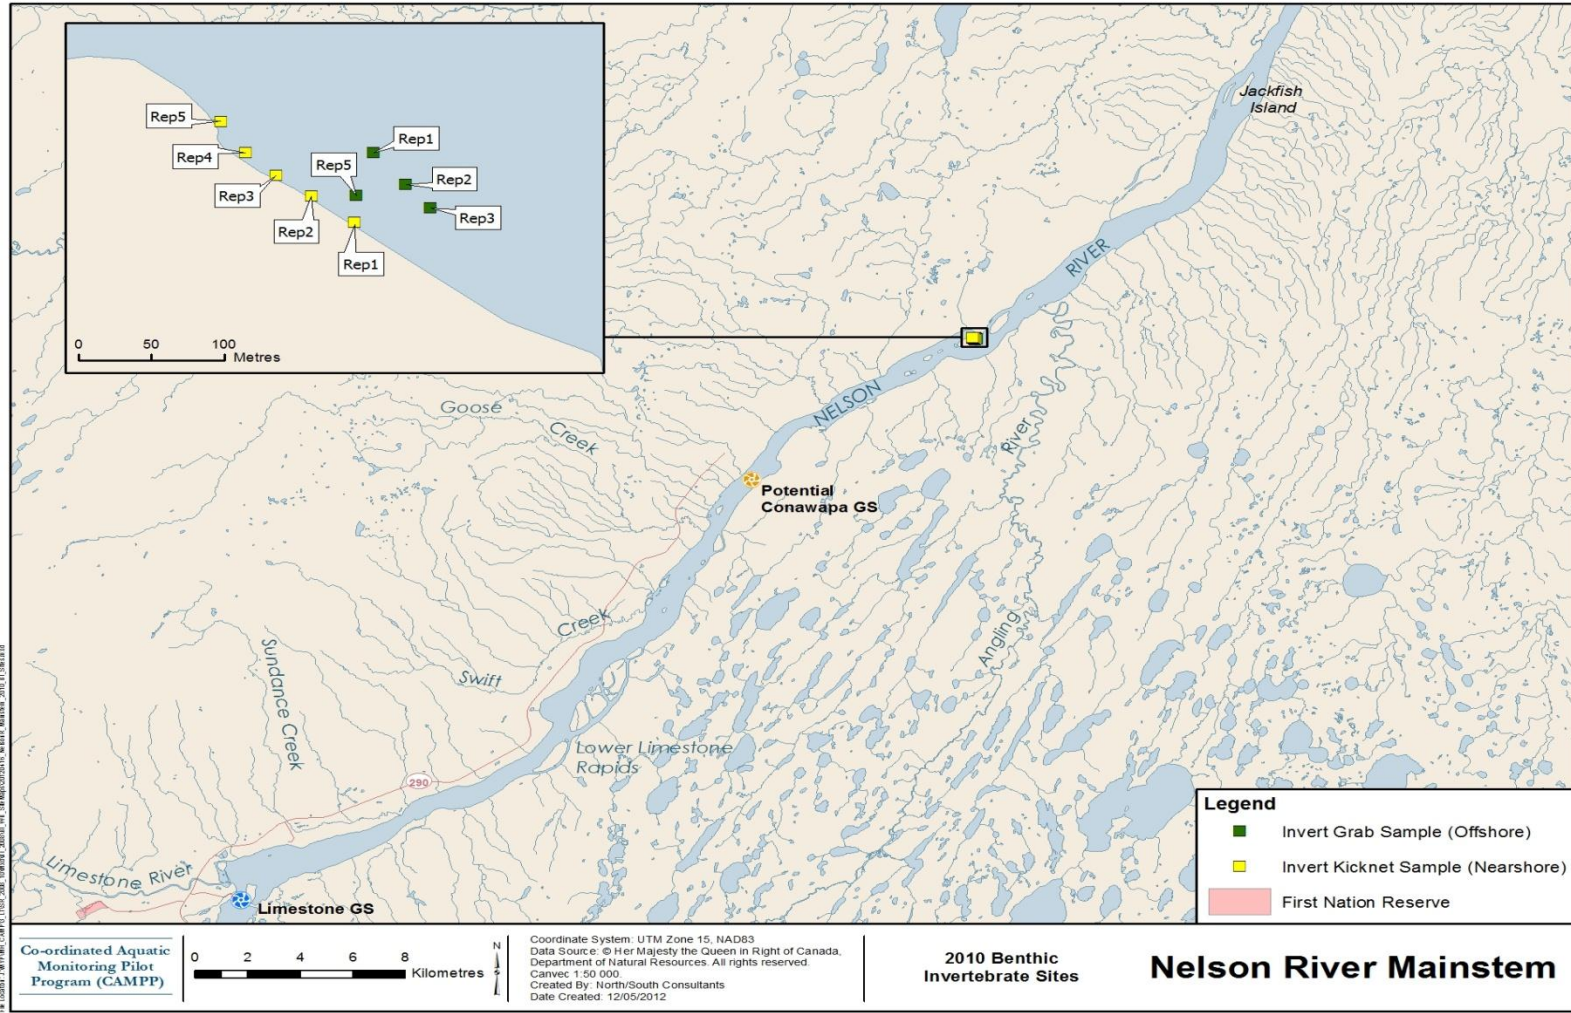 Rep5
Rep1
Rep4
Rep5
Rep2
Rep3
Rep3
Rep2
Rep1
0 50 100
Metres
Jackfish
Island
NELSON RIVER
Goose
Creek
River
Angling
Potential
Conawapa GS
Creek
Swift
Sundance Creek
Lower Limestone
Rapids
290
Limestone River
Limestone GS
Legend
Invert Grab Sample (Offshore)
Invert Kicknet Sample (Nearshore)
First Nation Reserve
Co-ordinated Aquatic
Monitoring Pilot
Program (CAMPP)
0 2 4 6 8
Kilometres
N
S
Coordinate System: UTM Zone 15, NAD83
Data Source: © Her Majesty the Queen in Right of Canada,
Department of Natural Resources. All rights reserved.
Canvec 1:50 000.
Created By: North/South Consultants
Date Created: 12/05/2012
2010 Benthic
Invertebrate Sites
Nelson River Mainstem